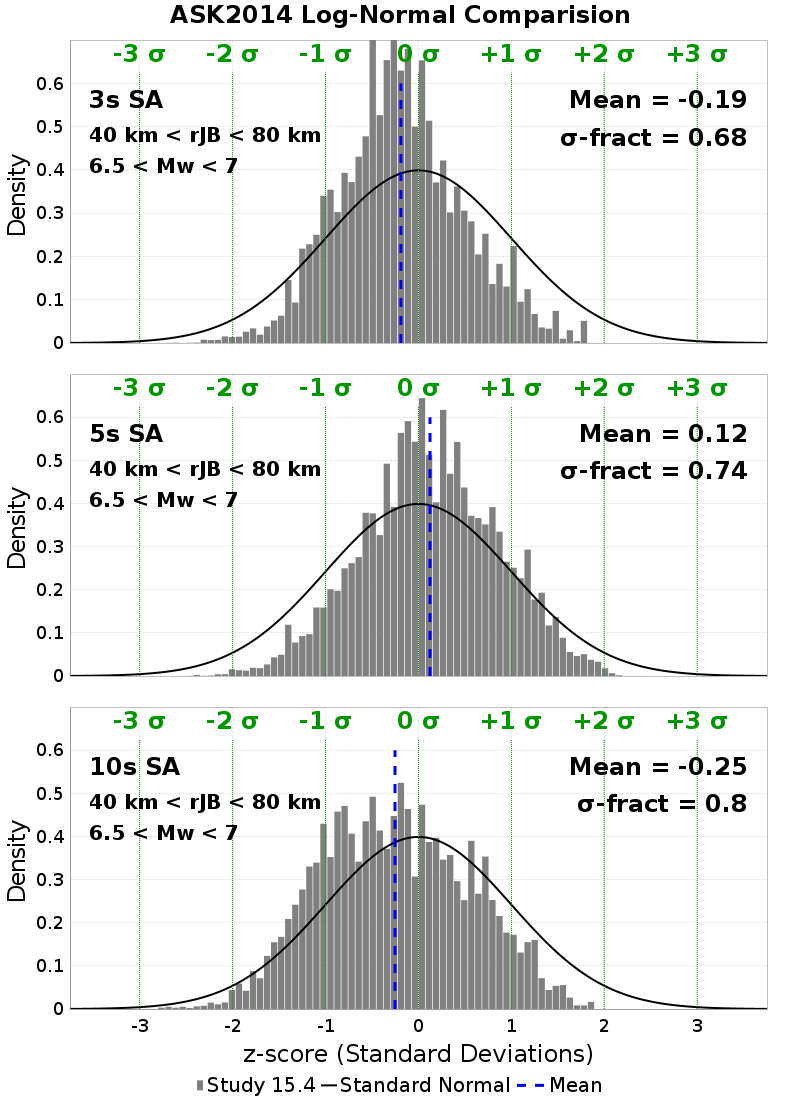 ASK2014 Log-Normal Comparision
-3 σ -2 σ -1 σ 0 σ +1 σ +2 σ +3 σ
3s SA
40 km < rJB < 80 km
6.5 < Mw < 7
Mean = -0.19
σ-fract = 0.68
Density
0.6
0.5
0.4
0.3
0.2
0.1
0
-3 σ -2 σ -1 σ 0 σ +1 σ +2 σ +3 σ
5s SA
40 km < rJB < 80 km
6.5 < Mw < 7
Mean = 0.12
σ-fract = 0.74
Density
0.6
0.5
0.4
0.3
0.2
0.1
0
-3 σ -2 σ -1 σ 0 σ +1 σ +2 σ +3 σ
10s SA
40 km < rJB < 80 km
6.5 < Mw < 7
Mean = -0.25
σ-fract = 0.8
Density
0.6
0.5
0.4
0.3
0.2
0.1
0
-3 -2 -1 0 1 2 3
z-score (Standard Deviations)
Study 15.4 Standard Normal Mean